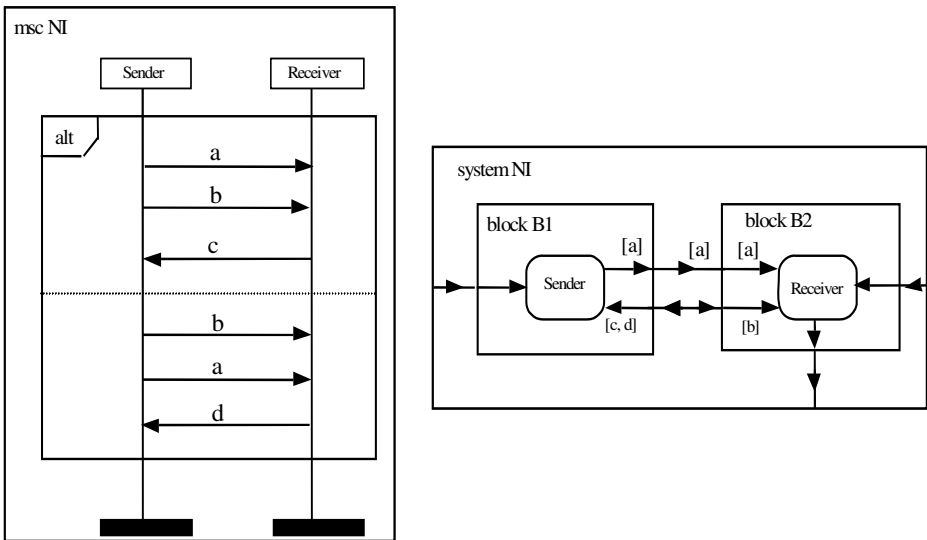 msc NI
Sender
Receiver
alt
a
b
c
b
a
d
system NI
block B1
block B2
[a]
[a]
[a]
Sender
Receiver
[c, d]
[b]